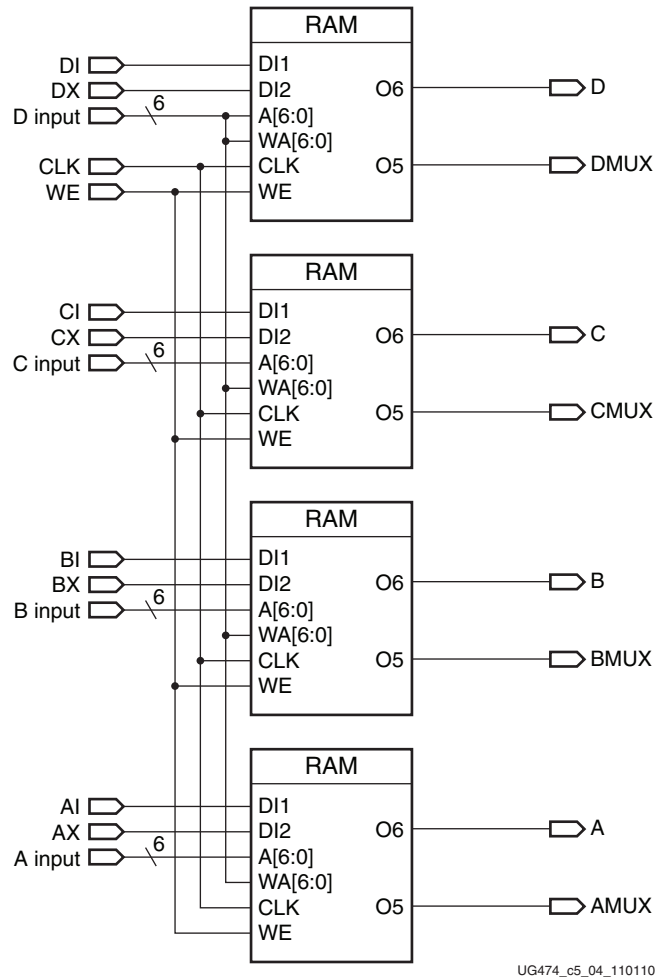 RAM
DI DI1
DX DI2 O6 D
D input 6 A[6:0]
WA[6:0]
CLK CLK O5 DMUX
WE WE
RAM
CI DI1
CX DI2 O6 C
C input 6 A[6:0]
WA[6:0]
CLK O5 CMUX
WE
RAM
BI DI1
BX DI2 O6 B
B input 6 A[6:0]
WA[6:0]
CLK O5 BMUX
WE
RAM
AI DI1
AX DI2 O6 A
A input 6 A[6:0]
WA[6:0]
CLK O5 AMUX
WE
UG474_c5_04_110110